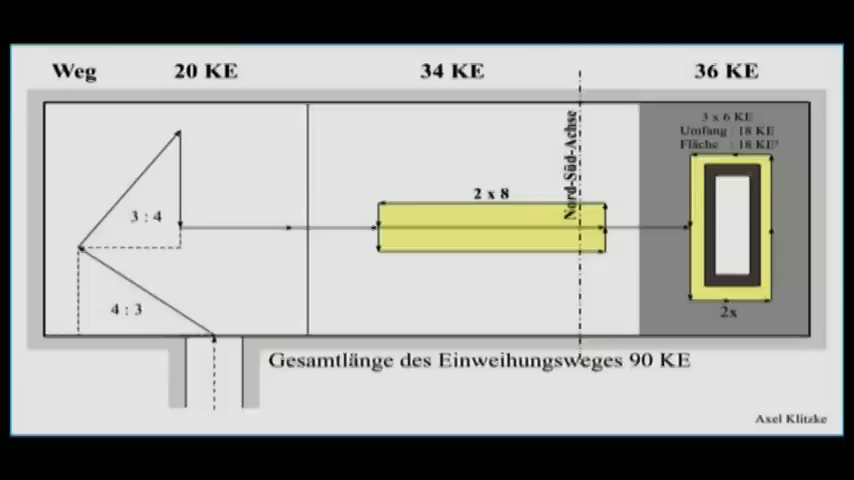 Weg 20 KE 34 KE 36 KE
3 x 6 KE
Umfang : 18 KE
Fläche : 18 KE²
Nord-Süd-Achse
2 x 8
3 : 4
4 : 3
2x
Gesamtlänge des Einweihungsweges 90 KE
Axel Klitzke